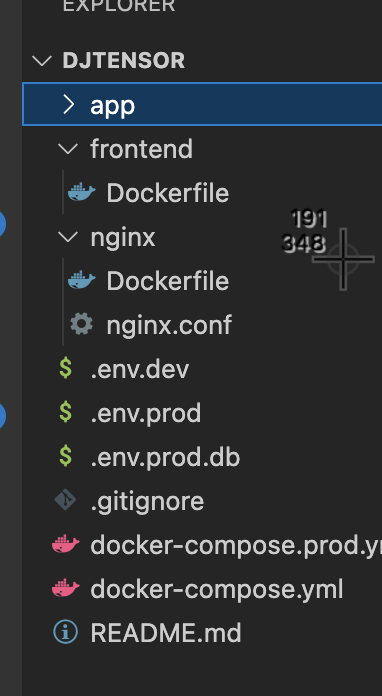 EXPLORER
DJTENSOR
app
frontend
Dockerfile
191
nginx
348
Dockerfile
nginx.conf
$ .env.dev
$ .env.prod
$ .env.prod.db
.gitignore
docker-compose.prod.y
docker-compose.yml
README.md